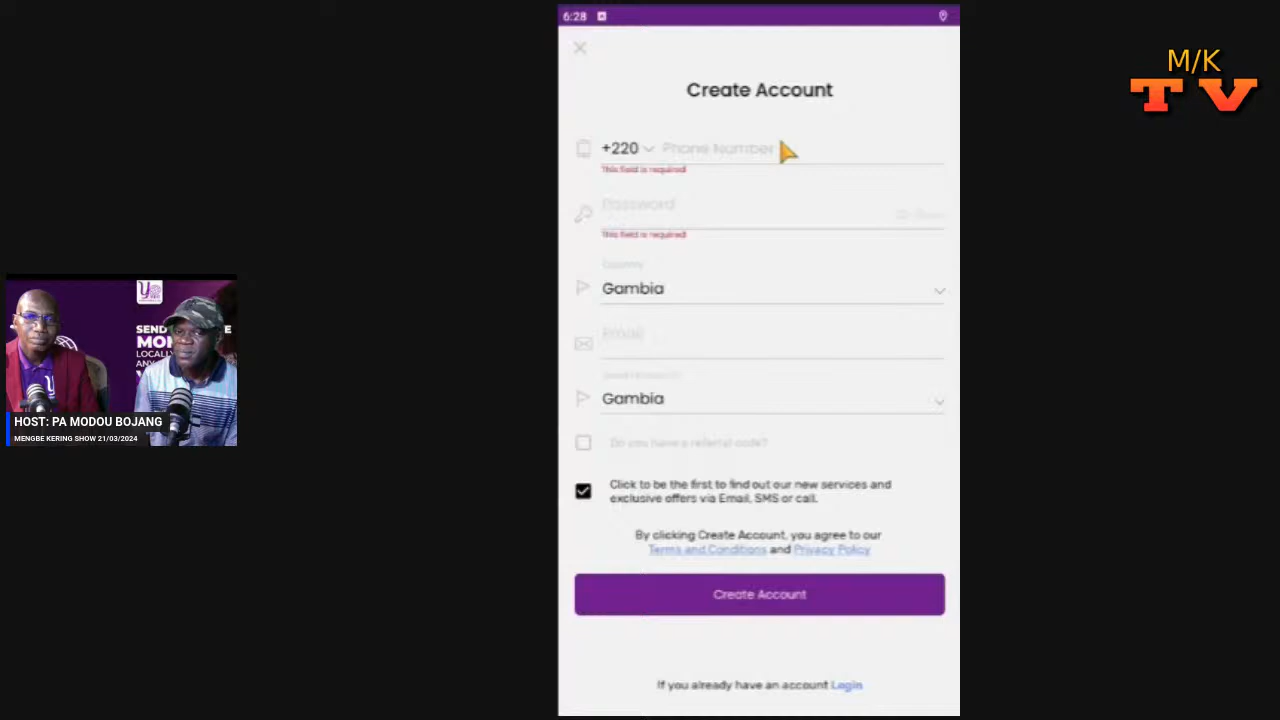 6:28
Create Account
+220 Phone Number
This field is required
Password
This field is required
Country
Gambia
Email
Gambia
Do you have a referral code?
Click to be the first to find out our new services and
exclusive offers via Email, SMS or call.
By clicking Create Account, you agree to our
Terms and Conditions and Privacy Policy
Create Account
If you already have an account Login
M/K
TV
SEND
MON
LOCALLY
HOST: PA MODOU BOJANG
MENGBE KERING SHOW 21/03/2024